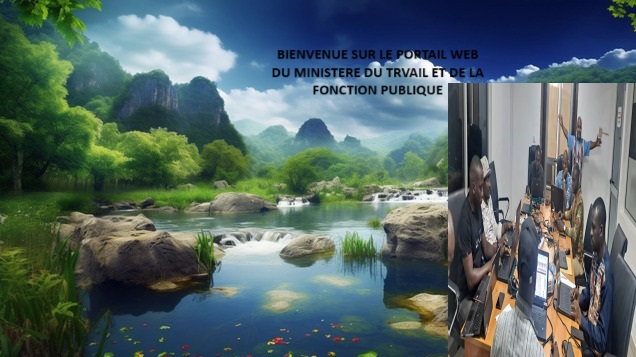 BIENVENUE SUR LE PORTAIL WEB
DU MINISTERE DU TRVAIL ET DE LA
FONCTION PUBLIQUE